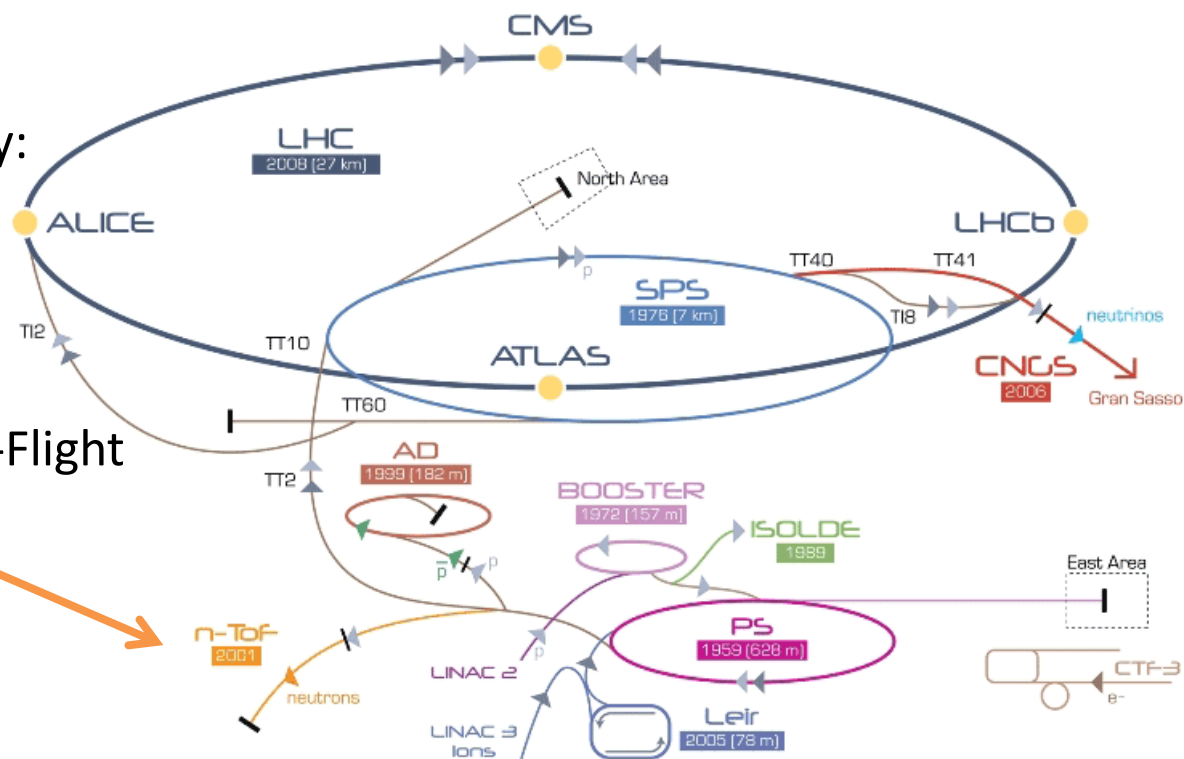 CMS
LHC
2008 (27 km)
y:
North Area
ALICE
LHCb
TT40
TT41
p
SPS
1976 (7 km)
TI8
neutrinos
TI2
TT10
ATLAS
CNGS
2006
Gran Sasso
TT60
-Flight
AD
1999 (182 m)
TT2
BOOSTER
1972 (157 m)
ISOLDE
1989
p
p
East Area
n-ToF
2001
PS
1959 (628 m)
p
LINAC 2
neutrons
CTF-3
e-
LINAC 3
Ions
Leir
2005 (78 m)